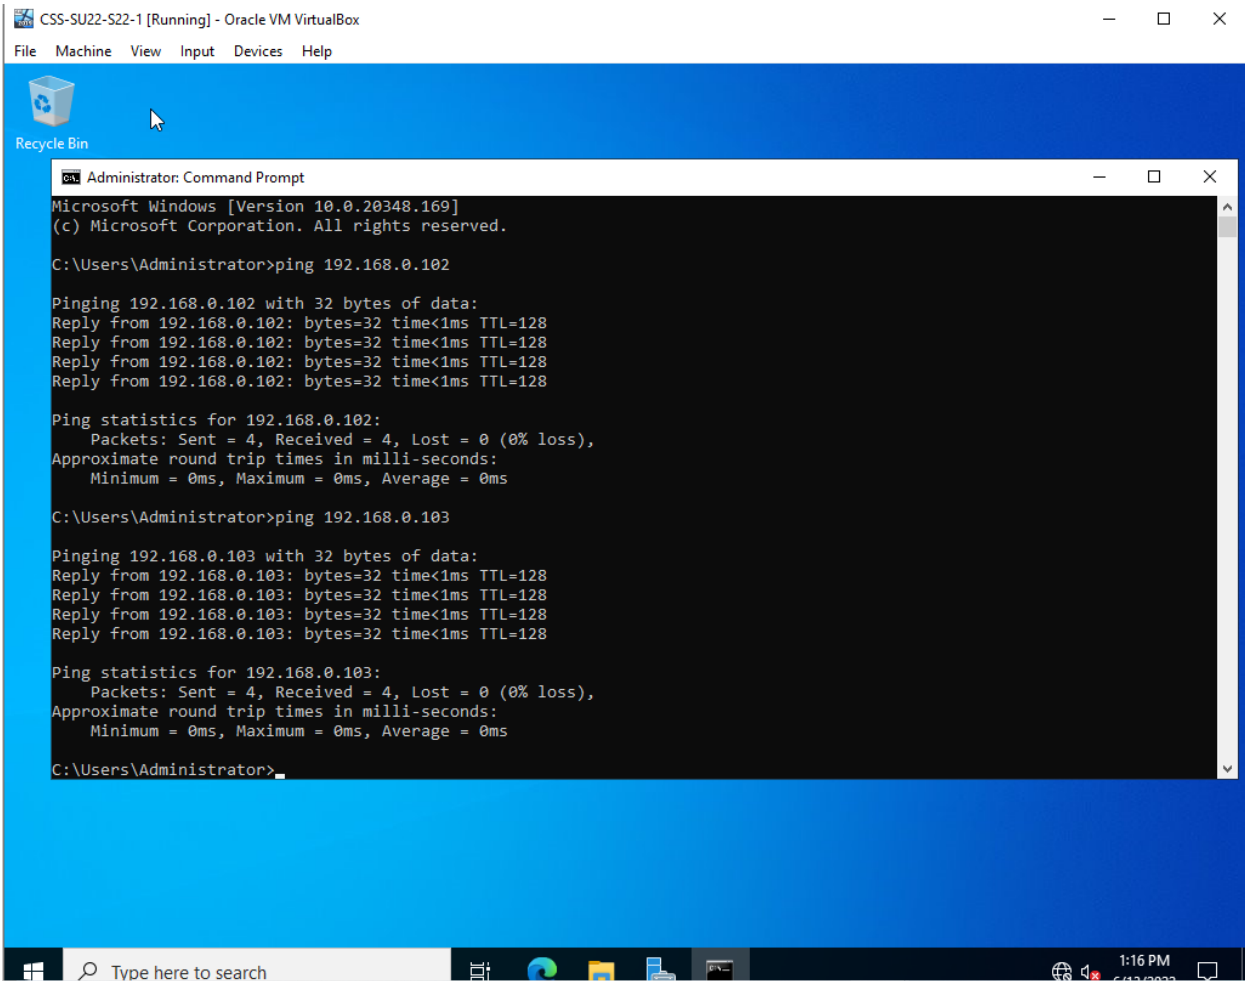 CSS-SU22-S22-1 [Running] - Oracle VM VirtualBox
File Machine View Input Devices Help
Recycle Bin
Administrator: Command Prompt
Microsoft Windows [Version 10.0.20348.169]
(c) Microsoft Corporation. All rights reserved.
C:\Users\Administrator>ping 192.168.0.102
Pinging 192.168.0.102 with 32 bytes of data:
Reply from 192.168.0.102: bytes=32 time<1ms TTL=128
Reply from 192.168.0.102: bytes=32 time<1ms TTL=128
Reply from 192.168.0.102: bytes=32 time<1ms TTL=128
Reply from 192.168.0.102: bytes=32 time<1ms TTL=128
Ping statistics for 192.168.0.102:
Packets: Sent = 4, Received = 4, Lost = 0 (0% loss),
Approximate round trip times in milli-seconds:
Minimum = 0ms, Maximum = 0ms, Average = 0ms
C:\Users\Administrator>ping 192.168.0.103
Pinging 192.168.0.103 with 32 bytes of data:
Reply from 192.168.0.103: bytes=32 time<1ms TTL=128
Reply from 192.168.0.103: bytes=32 time<1ms TTL=128
Reply from 192.168.0.103: bytes=32 time<1ms TTL=128
Reply from 192.168.0.103: bytes=32 time<1ms TTL=128
Ping statistics for 192.168.0.103:
Packets: Sent = 4, Received = 4, Lost = 0 (0% loss),
Approximate round trip times in milli-seconds:
Minimum = 0ms, Maximum = 0ms, Average = 0ms
C:\Users\Administrator>
Type here to search
1:16 PM